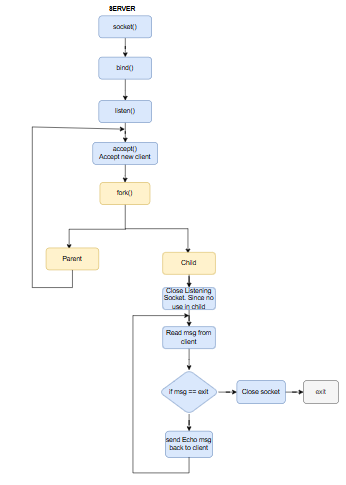 SERVER
socket()
bind()
listen()
accept()
Accept new client
fork()
Parent
Child
Close Listening
Socket. Since no
use in child
Read msg from
client
if msg == exit
Close socket
exit
send Echo msg
back to client